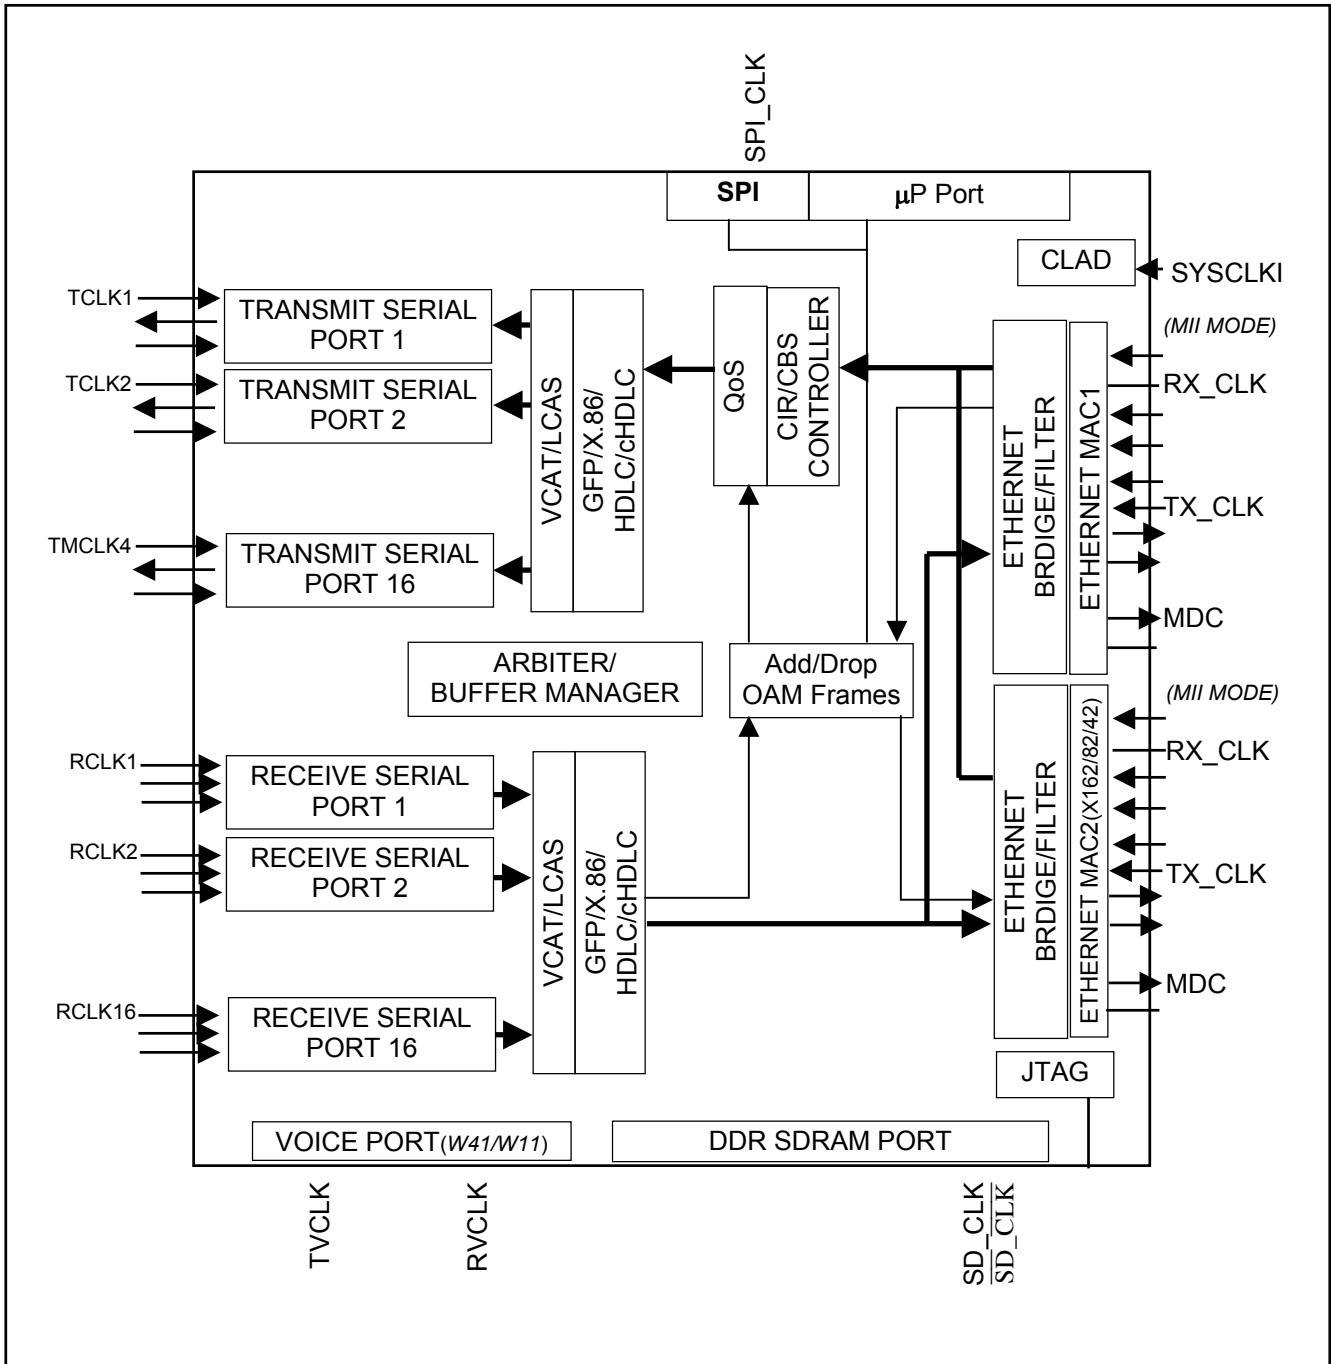 SPI_CLK
SPI
µP Port
CLAD
SYSCLKI
TCLK1
TRANSMIT SERIAL
PORT 1
TCLK2
TRANSMIT SERIAL
PORT 2
TMCLK4
TRANSMIT SERIAL
PORT 16
VCAT/LCAS
GFP/X.86/
HDLC/cHDLC
QoS
CIR/CBS
CONTROLLER
ETHERNET
BRDIGE/FILTER
ETHERNET MAC1
(MII MODE)
RX_CLK
TX_CLK
MDC
ARBITER/
BUFFER MANAGER
Add/Drop
OAM Frames
RCLK1
RECEIVE SERIAL
PORT 1
RCLK2
RECEIVE SERIAL
PORT 2
RCLK16
RECEIVE SERIAL
PORT 16
VCAT/LCAS
GFP/X.86/
HDLC/cHDLC
ETHERNET
BRDIGE/FILTER
ETHERNET MAC2(X162/82/42)
(MII MODE)
RX_CLK
TX_CLK
MDC
JTAG
VOICE PORT(W41/W11)
DDR SDRAM PORT
TVCLK
RVCLK
SD_CLK
SD_CLK